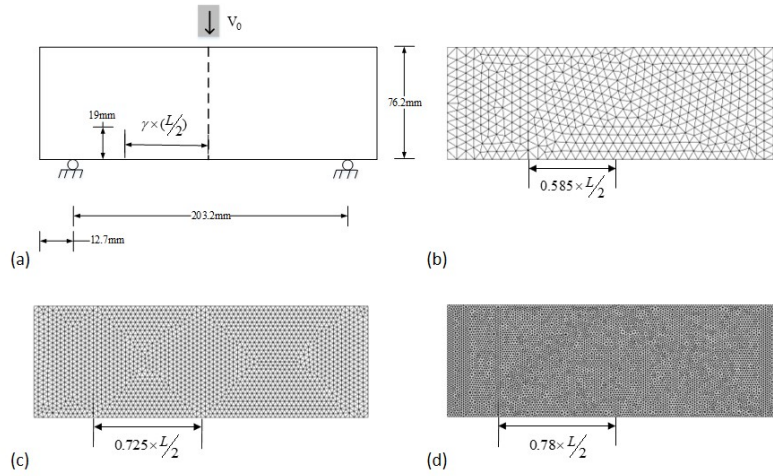 V₀
19mm
γ×(L/2)
76.2mm
203.2mm
12.7mm
(a)
0.585×L/2
(b)
0.725×L/2
(c)
0.78×L/2
(d)